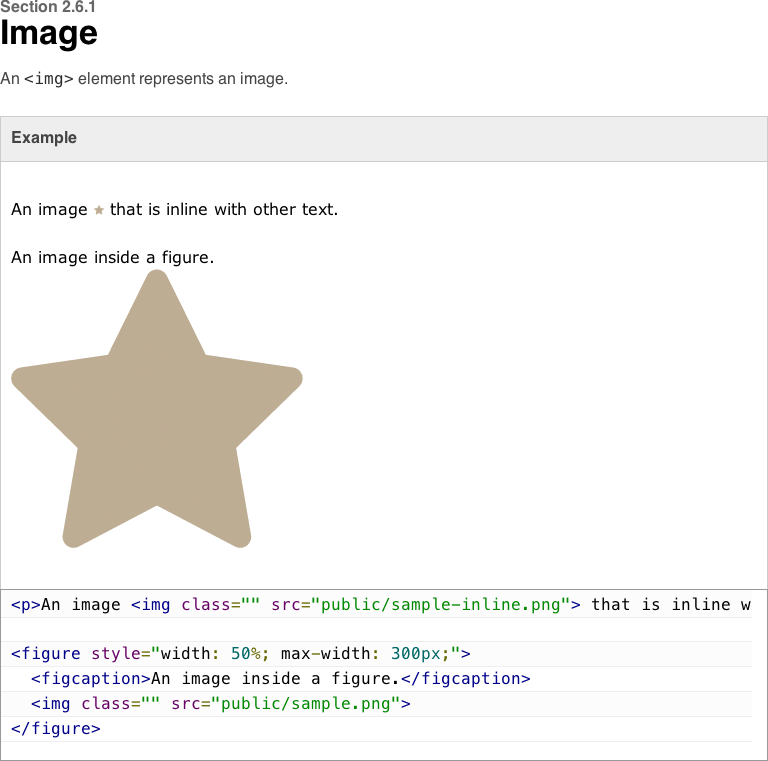 Section 2.6.1
Image
An <img> element represents an image.
Example
An image that is inline with other text.
An image inside a figure.
<p>An image <img class="" src="public/sample-inline.png"> that is inline w
<figure style="width: 50%; max-width: 300px;">
  <figcaption>An image inside a figure.</figcaption>
  <img class="" src="public/sample.png">
</figure>